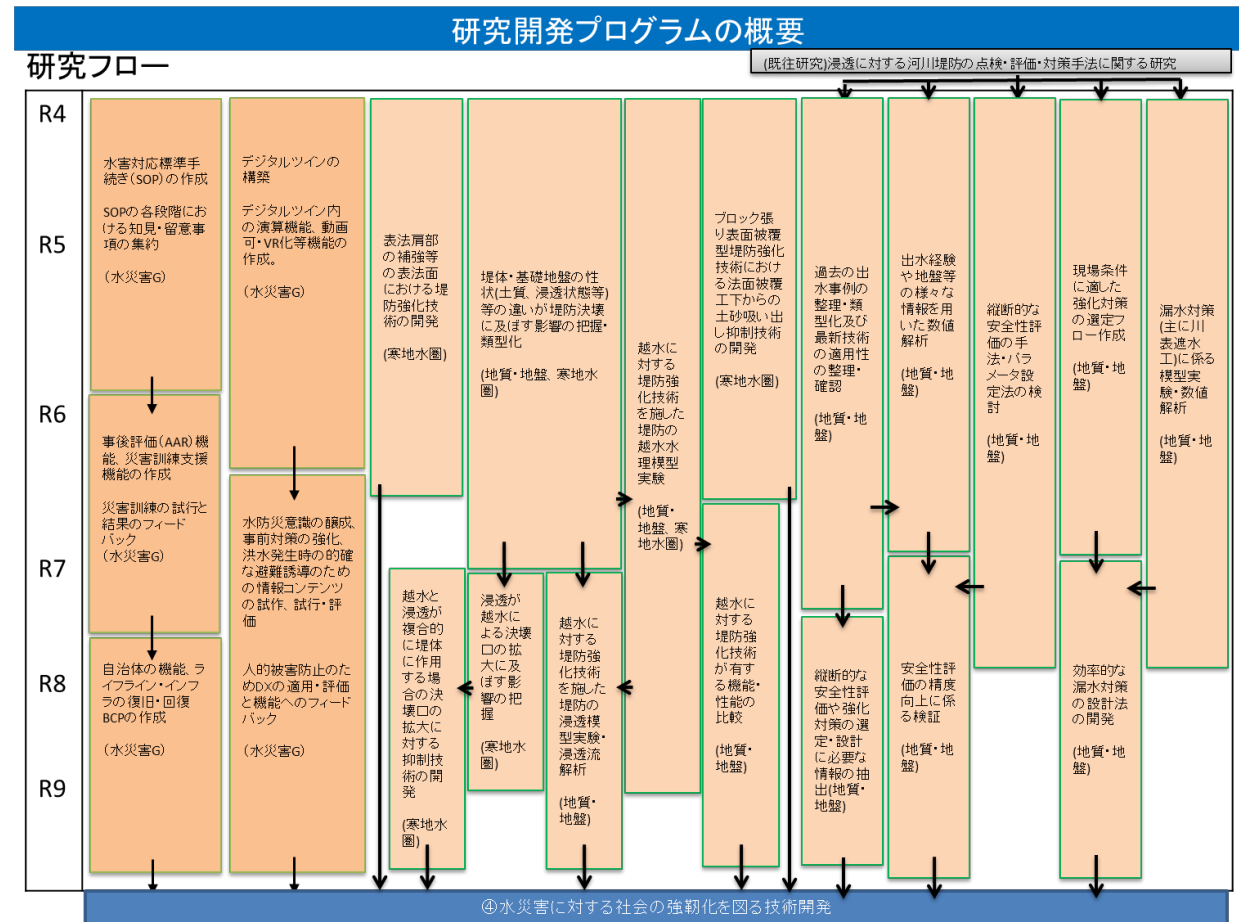 研究開発プログラムの概要
研究フロー
(既往研究)浸透に対する河川堤防の点検・評価・対策手法に関する研究
R4
R5
R6
R7
R8
R9
水害対応標準手
続き(SOP)の作成
SOPの各段階にお
ける知見・留意事
項の集約
(水災害G)
事後評価(AAR)機
能、災害訓練支援
機能の作成
災害訓練の試行と
結果のフィード
バック
(水災害G)
自治体の機能、ラ
イフライン・インフ
ラの復旧・回復
BCPの作成
(水災害G)
デジタルツインの
構築
デジタルツイン内
の演算機能、動画
可・VR化等機能の
作成。
(水災害G)
水防災意識の醸成、
事前対策の強化、
洪水発生時の的確
な避難誘導のため
の情報コンテンツ
の試作、試行・評
価
人的被害防止のた
めDXの適用・評価
と機能へのフィード
バック
(水災害G)
表法肩部
の補強等
の表法面
における堤
防強化技
術の開発
(寒地水圏)
堤体・基礎地盤の性
状(土質、浸透状態等)
等の違いが堤防決壊
に及ぼす影響の把握・
類型化
(地質・地盤、寒地水
圏)
越水と
浸透が
複合的
に堤体
に作用
する場
合の決
壊口の
拡大に
対する
抑制技
術の開
発
(寒地水
圏)
浸透が
越水に
よる決壊
口の拡
大に及
ぼす影
響の把
握
(寒地水
圏)
越水に
対する
堤防強
化技術
を施した
堤防の
浸透模
型実験・
浸透流
解析
(地質・
地盤)
越水に
対する
堤防強
化技術
を施し
た堤防
の越水水
理模型
実験
(地質・
地盤、寒
地水圏)
ブロック張
り表面被覆
型堤防強化
技術におけ
る法面被覆
工下からの
土砂吸い出
し抑制技術
の開発
(寒地水圏)
越水に
対する
堤防強
化技術
が有す
る機能・
性能の
比較
(地質・
地盤)
過去の出
水事例の
整理・類
型化及び
最新技術
の適用性
の整理・
確認
(地質・地
盤)
縦断的な
安全性評
価や強化
対策の選
定・設計
に必要な
情報の抽
出(地質・
地盤)
出水経験
や地盤等
の様々な
情報を用
いた数値
解析
(地質・地
盤)
安全性評
価の精度
向上に係
る検証
(地質・地
盤)
縦断的な
安全性評
価の手
法・パラ
メータ設
定法の検
討
(地質・地
盤)
現場条件
に適した
強化対策
の選定フ
ロー作成
(地質・地
盤)
効率的な
漏水対策
の設計法
の開発
(地質・地
盤)
漏水対策
(主に川
表遮水
工)に係る
模型実
験・数値
解析
(地質・地
盤)
④水災害に対する社会の強靭化を図る技術開発